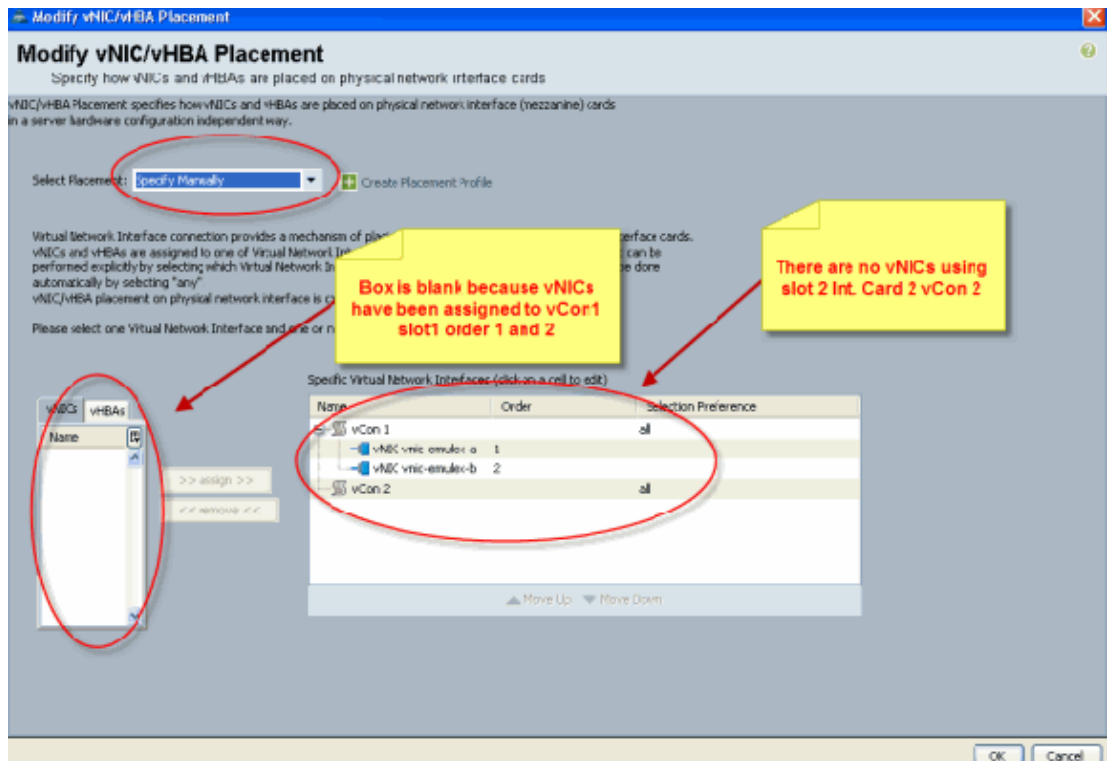 Modify vNIC/vHBA Placement
Modify vNIC/vHBA Placement
Specify how vNICs and vHBAs are placed on physical network interface cards
vNIC/vHBA Placement specifies how vNICs and vHBAs are placed on physical network interface (mezzanine) cards
in a server hardware configuration independent way.
Select Placement: Specify Manually
Create Placement Profile
Virtual Network Interface connection provides a mechanism of erface cards.
vNICs and vHBAs are assigned to one of Virtual Network can be
performed explicitly by selecting which Virtual Network be done
automatically by selecting "any"
vNIC/vHBA placement on physical network interface is
Please select one Virtual Network Interface and one or
Box is blank because vNICs
have been assigned to vCon1
slot1 order 1 and 2
There are no vNICs using
slot 2 Int. Card 2 vCon 2
Specific Virtual Network Interfaces (click on a cell to edit)
vNICs vHBAs
Name
>> assign >>
<< remove <<
Name Order Selection Preference
vCon 1 all
vNIC vnic-emulex-a 1
vNIC vnic-emulex-b 2
vCon 2 all
Move Up Move Down
OK Cancel